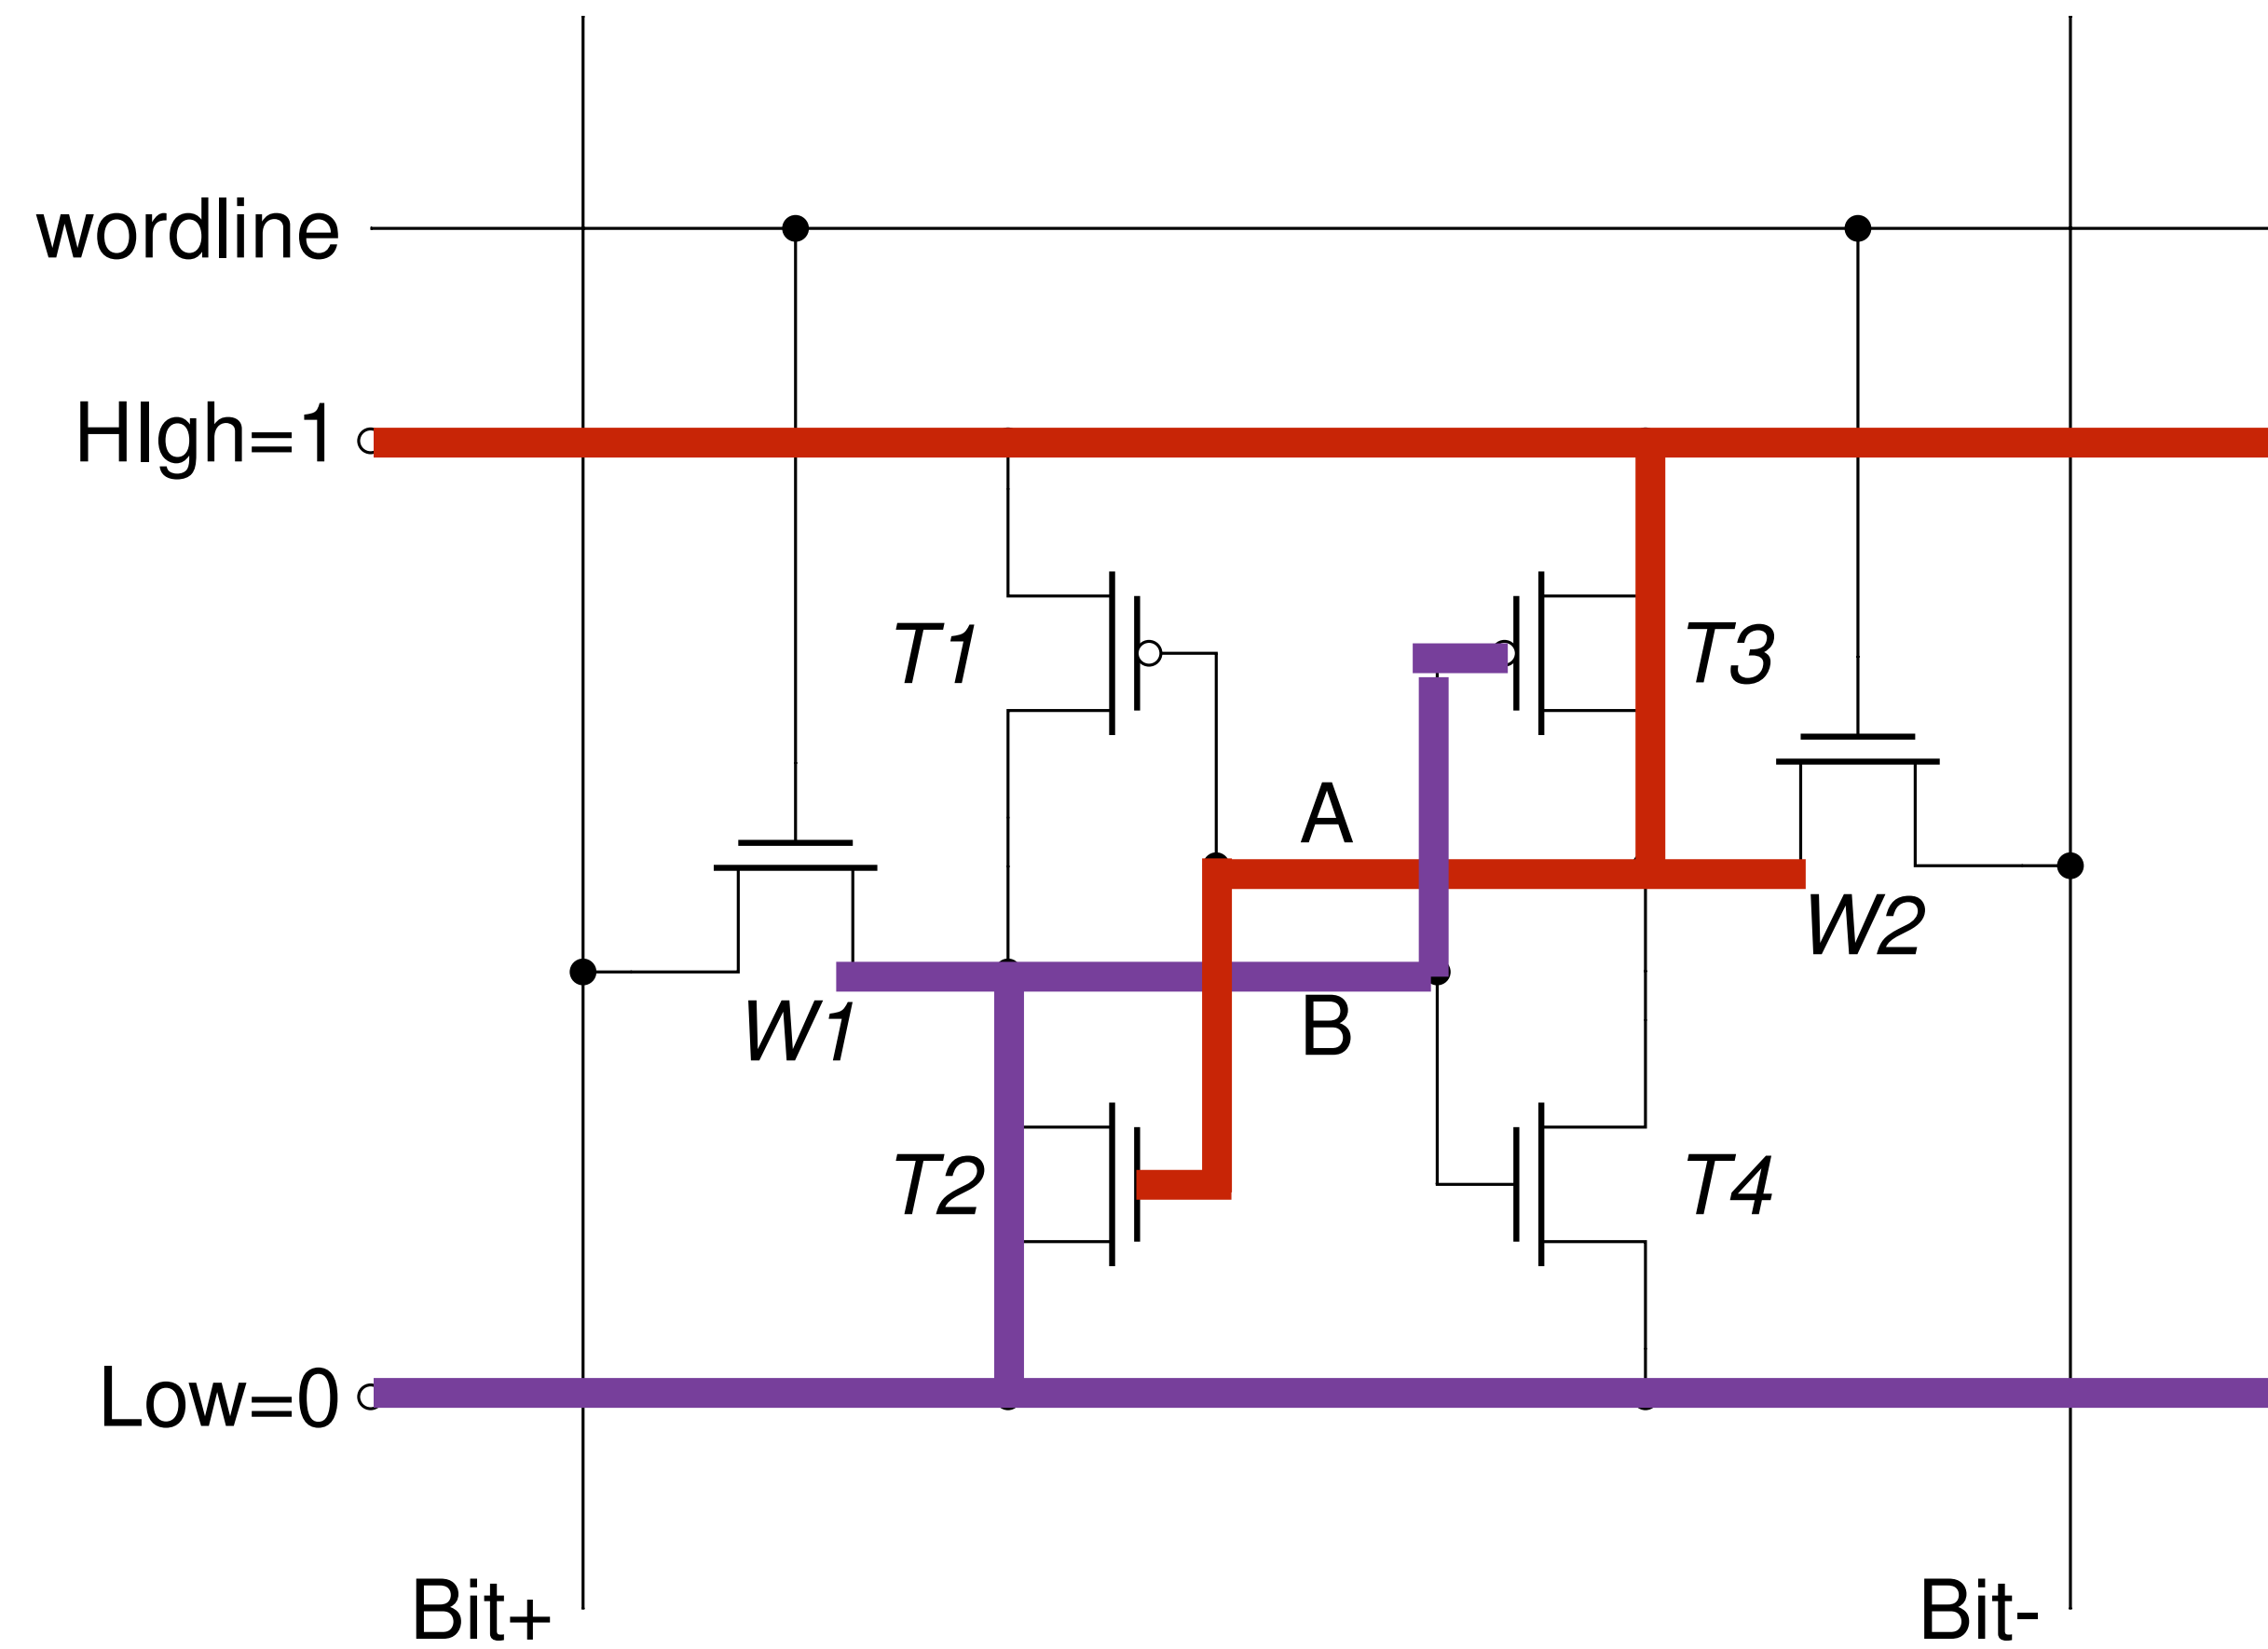 wordline
HIgh=1
T1
T3
A
W2
W1
B
T2
T4
Low=0
Bit+
Bit-